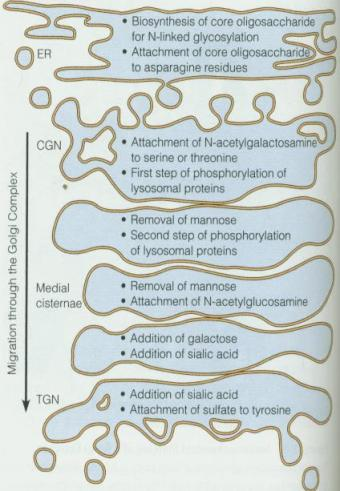 • Biosynthesis of core oligosaccharide
for N-linked glycosylation
• Attachment of core oligosaccharide
to asparagine residues
ER
CGN
• Attachment of N-acetylgalactosamine
to serine or threonine
• First step of phosphorylation of
lysosomal proteins
Migration through the Golgi Complex
• Removal of mannose
• Second step of phosphorylation
of lysosomal proteins
Medial
cisternae
• Removal of mannose
• Attachment of N-acetylglucosamine
• Addition of galactose
• Addition of sialic acid
TGN
• Addition of sialic acid
• Attachment of sulfate to tyrosine